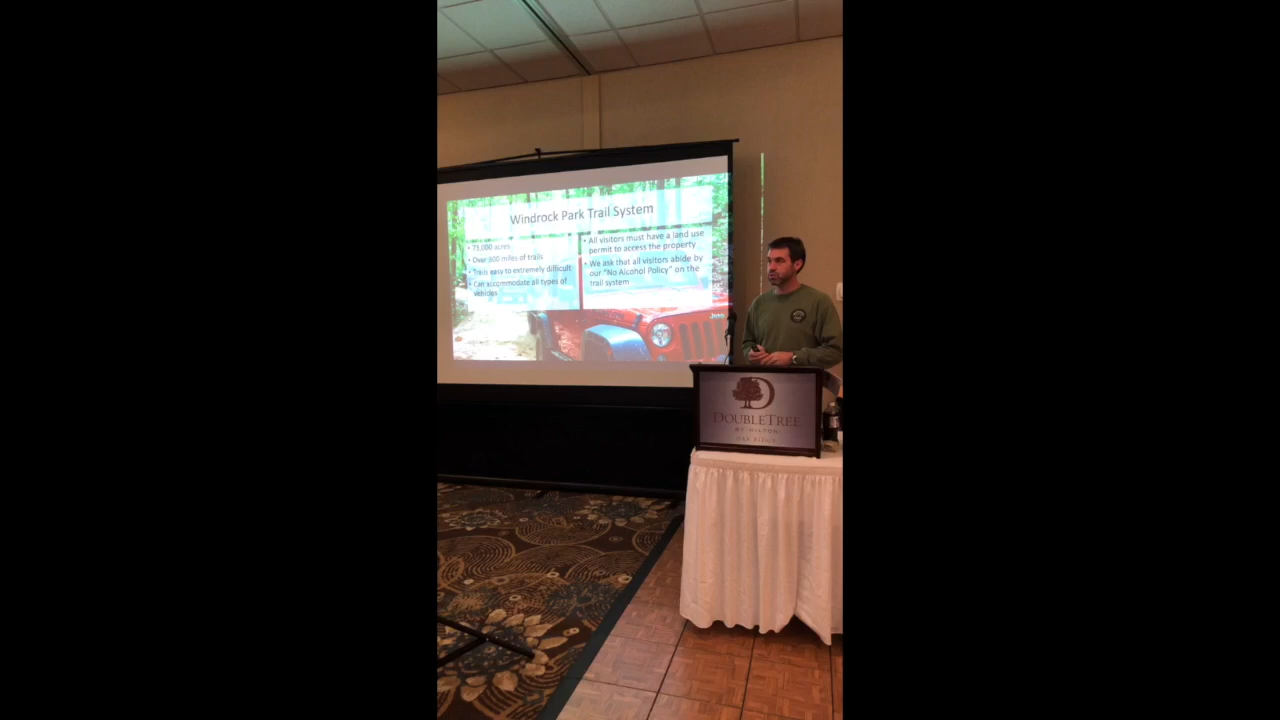 Windrock Park Trail System
• 73,000 acres
• Over 300 miles of trails
• Trails easy to extremely difficult
• Can accommodate all types of
vehicles
• All visitors must have a land use
permit to access the property
• We ask that all visitors abide by
our "No Alcohol Policy" on the
trail system
Jeep
DOUBLETREE
BY HILTON
OAK RIDGE